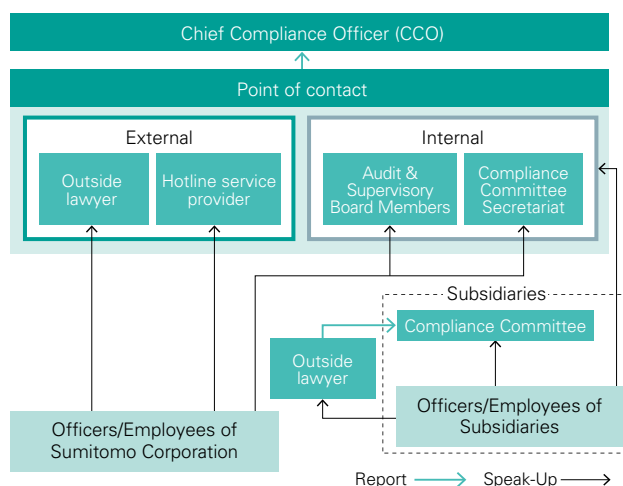 Chief Compliance Officer (CCO)
Point of contact
External
Internal
Outside
lawyer
Hotline service
provider
Audit &
Supervisory
Board Members
Compliance
Committee
Secretariat
Subsidiaries
Compliance Committee
Outside
lawyer
Officers/Employees of
Subsidiaries
Officers/Employees of
Sumitomo Corporation
Report
Speak-Up